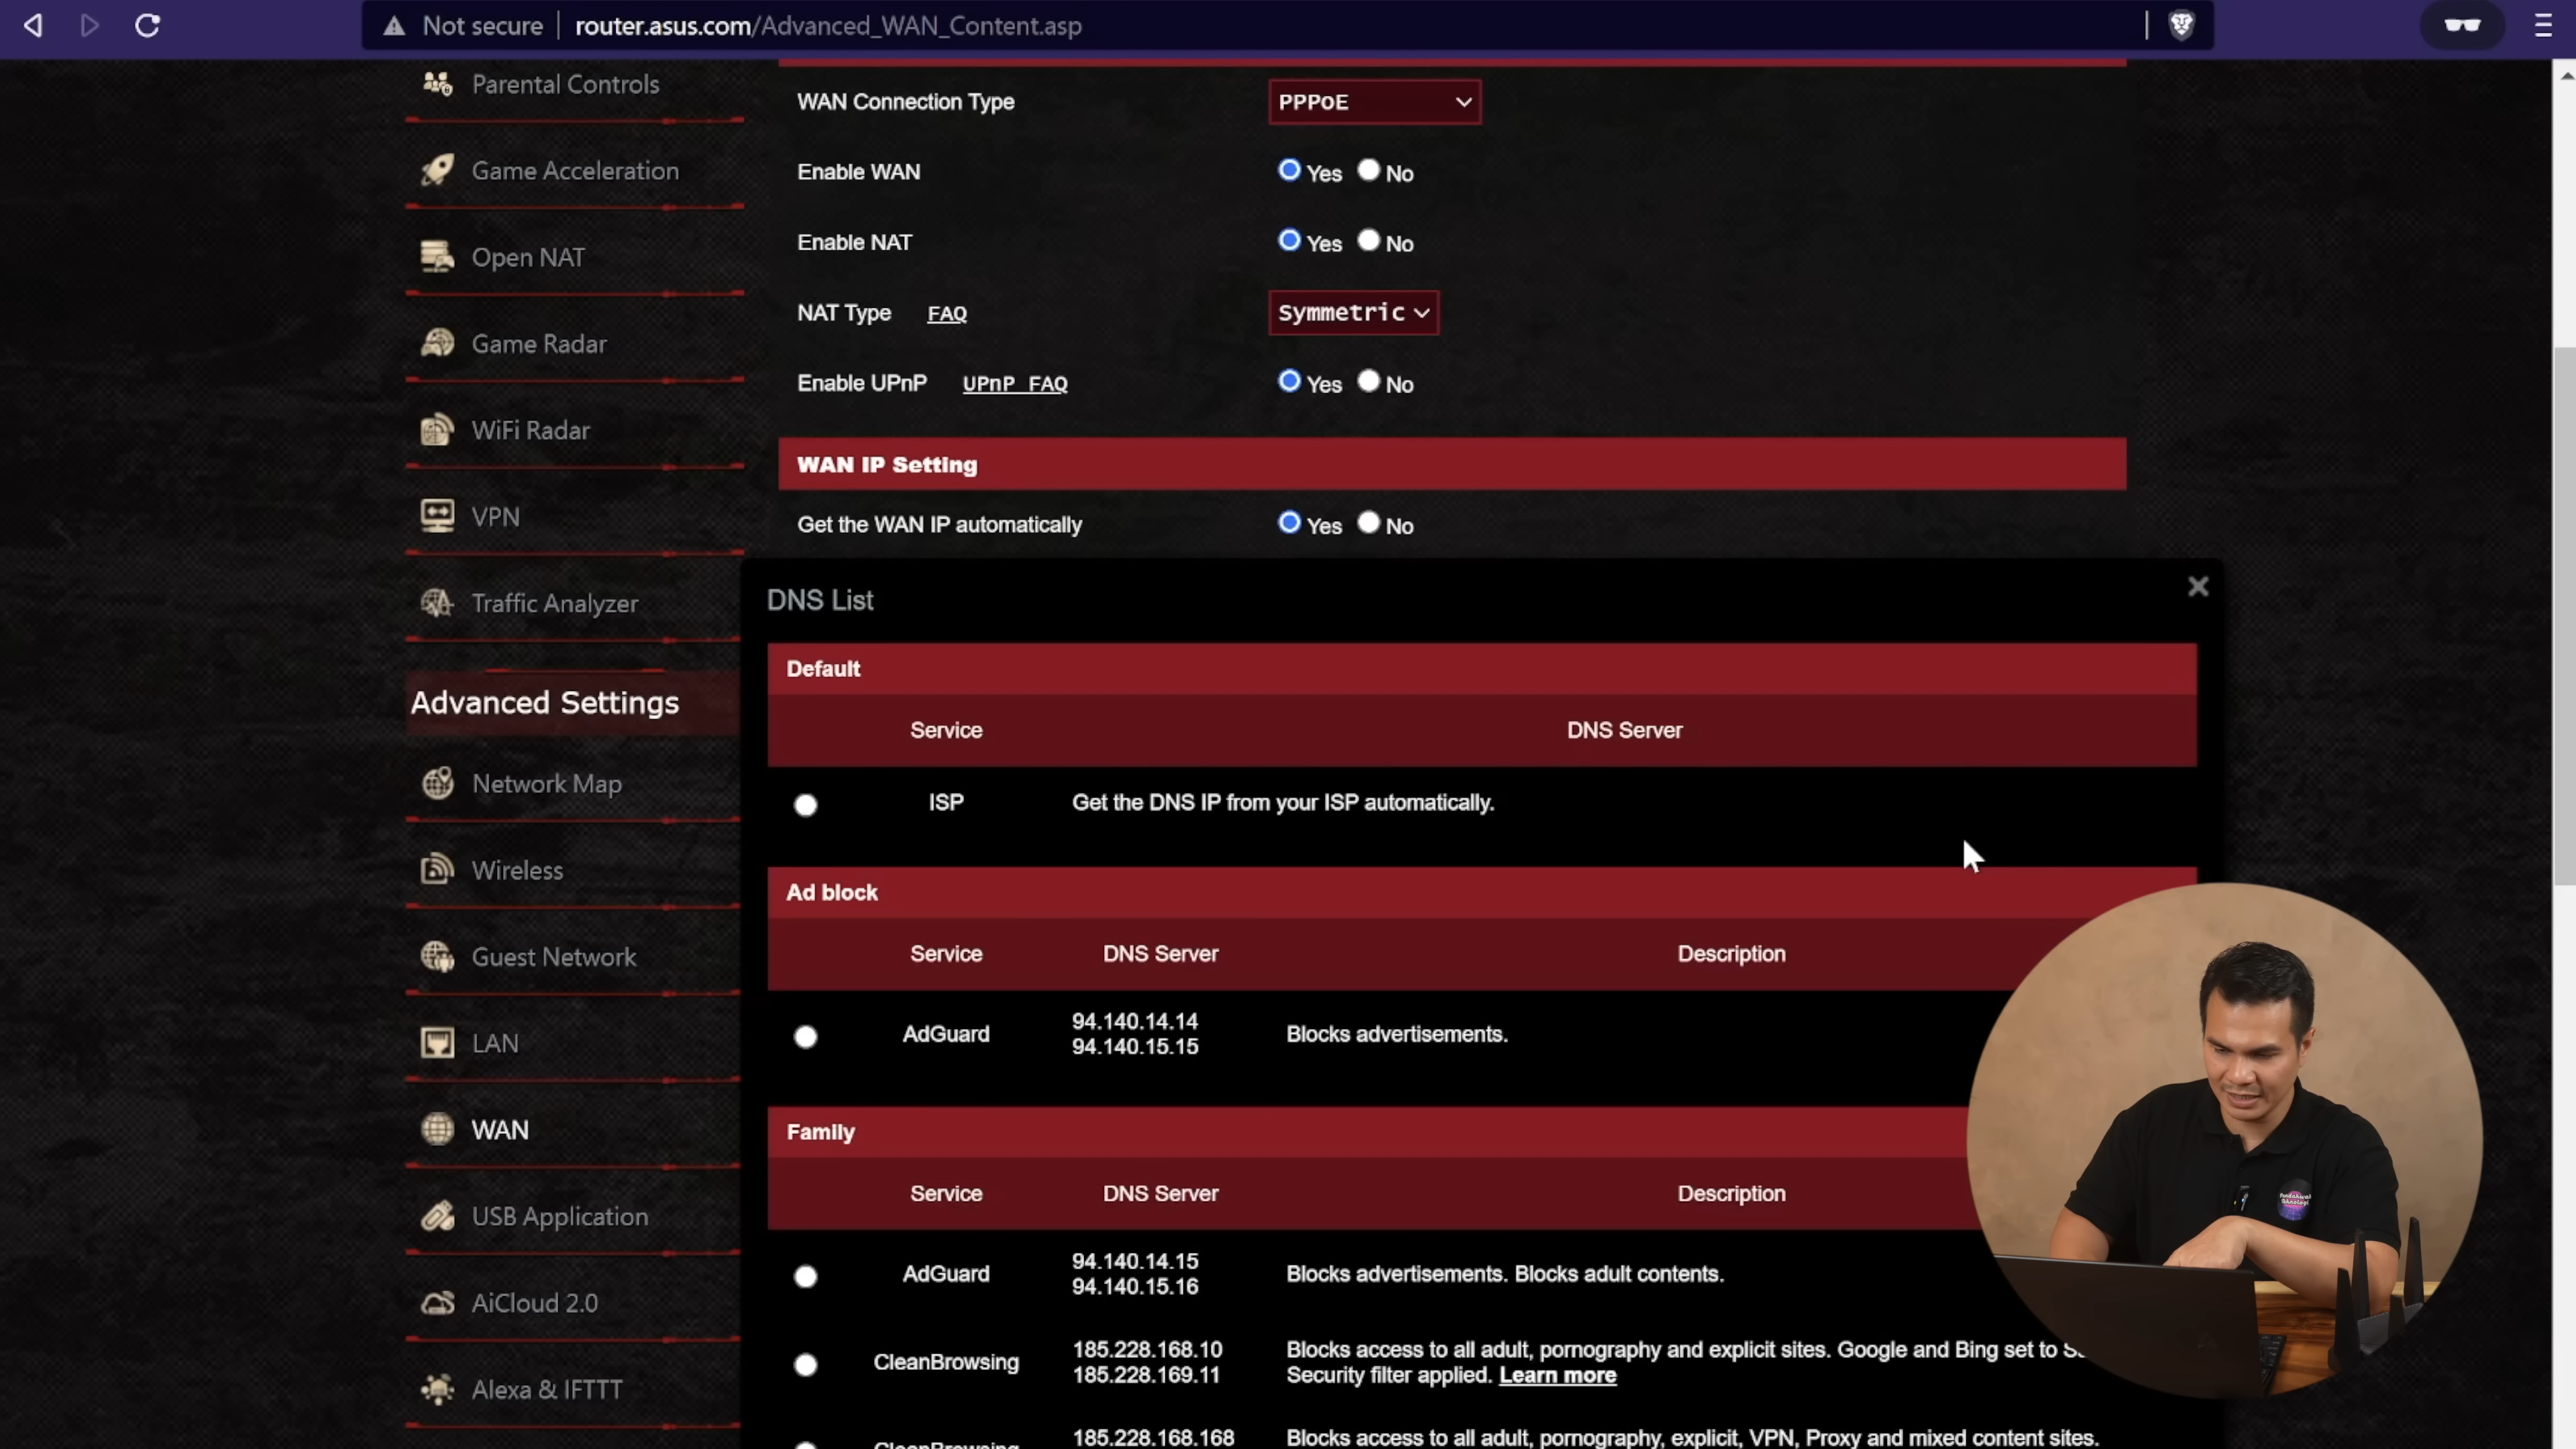 Not secure | router.asus.com/Advanced_WAN_Content.asp
Parental Controls
Game Acceleration
Open NAT
Game Radar
WiFi Radar
VPN
Traffic Analyzer
Advanced Settings
Network Map
Wireless
Guest Network
LAN
WAN
USB Application
AiCloud 2.0
Alexa & IFTTT
WAN Connection Type PPPoE
Enable WAN Yes No
Enable NAT Yes No
NAT Type FAQ Symmetric
Enable UPnP UPnP FAQ Yes No
WAN IP Setting
Get the WAN IP automatically Yes No
DNS List
Default
Service DNS Server
ISP Get the DNS IP from your ISP automatically.
Ad block
Service DNS Server Description
AdGuard 94.140.14.14 Blocks advertisements.
94.140.15.15
Family
Service DNS Server Description
AdGuard 94.140.14.15 Blocks advertisements. Blocks adult contents.
94.140.15.16
CleanBrowsing 185.228.168.10 Blocks access to all adult, pornography and explicit sites. Google and Bing set to
185.228.169.11 Security filter applied. Learn more
185.228.168.168 Blocks access to all adult, pornography, explicit, VPN, Proxy and mixed content sites.